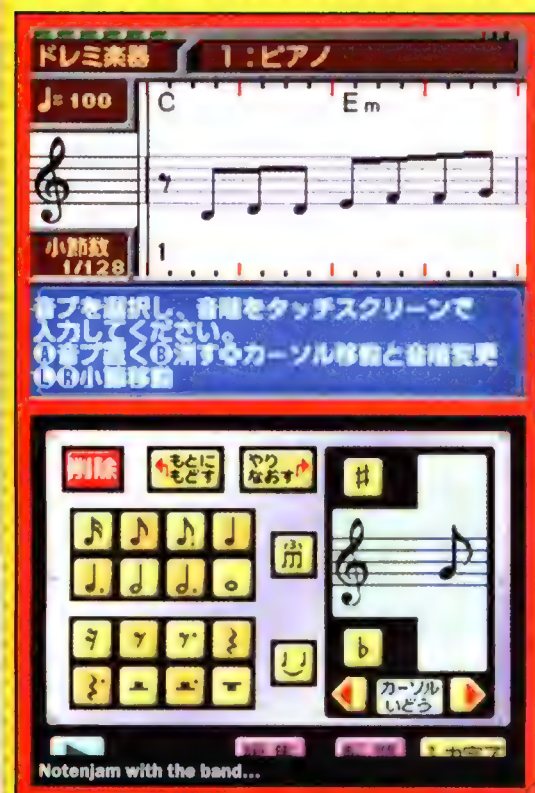 ドレミ楽器 1:ピアノ
♩=100 C Em
小節数
1/128
1
音プを選択し、音階をタッチスクリーンで
入力してください。
Ⓐ音プ置くⒷ消す✚カーソル移動と音階変更
ⓁⓇ小節移動
削除
もとに
もどす
やり
なおす
♯
3
♭
カーソル
いどう
Notenjam with the band...